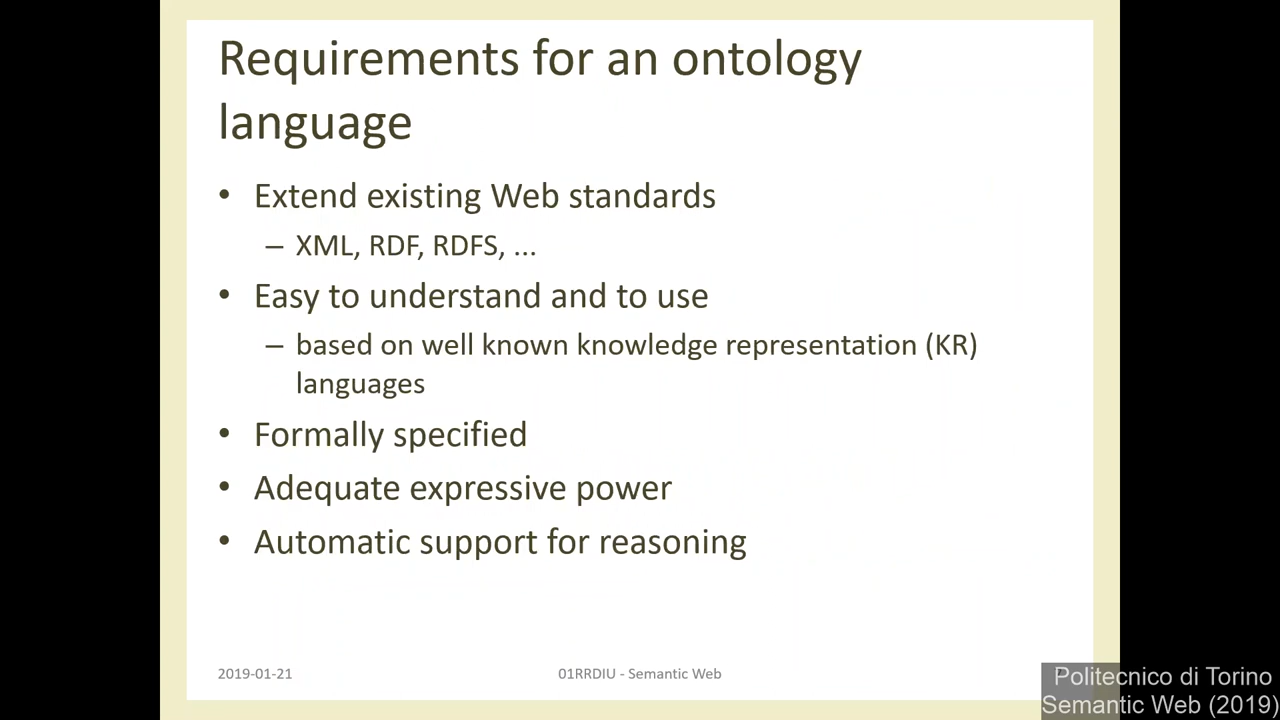 Requirements for an ontology
language
• Extend existing Web standards
– XML, RDF, RDFS, ...
• Easy to understand and to use
– based on well known knowledge representation (KR)
languages
• Formally specified
• Adequate expressive power
• Automatic support for reasoning
2019-01-21
01RRDIU - Semantic Web
Politecnico di Torino
Semantic Web (2019)